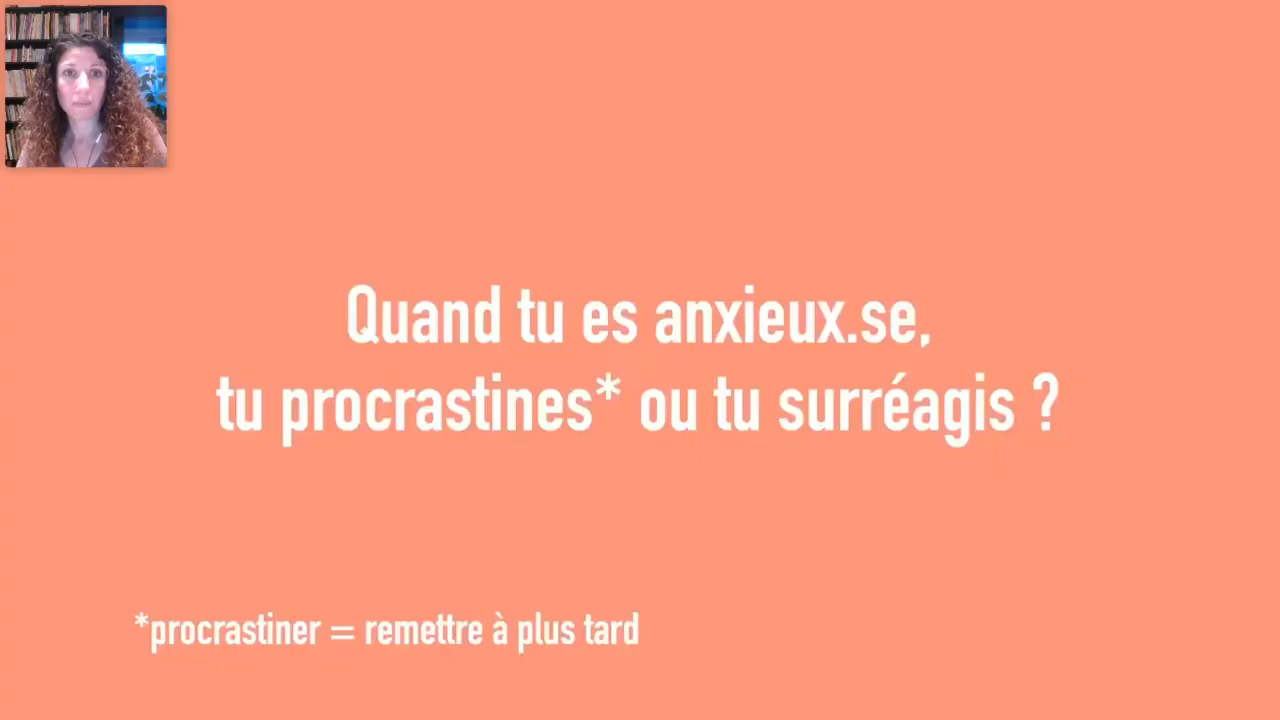 Quand tu es anxieux.se,
tu procrastines* ou tu surréagis ?
*procrastiner = remettre à plus tard